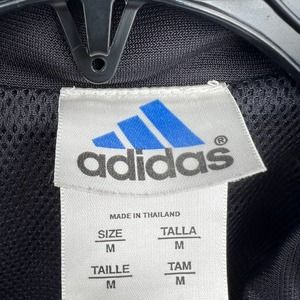 adidas®
MADE IN THAILAND
SIZE TALLA
M M
TAILLE TAM
M M